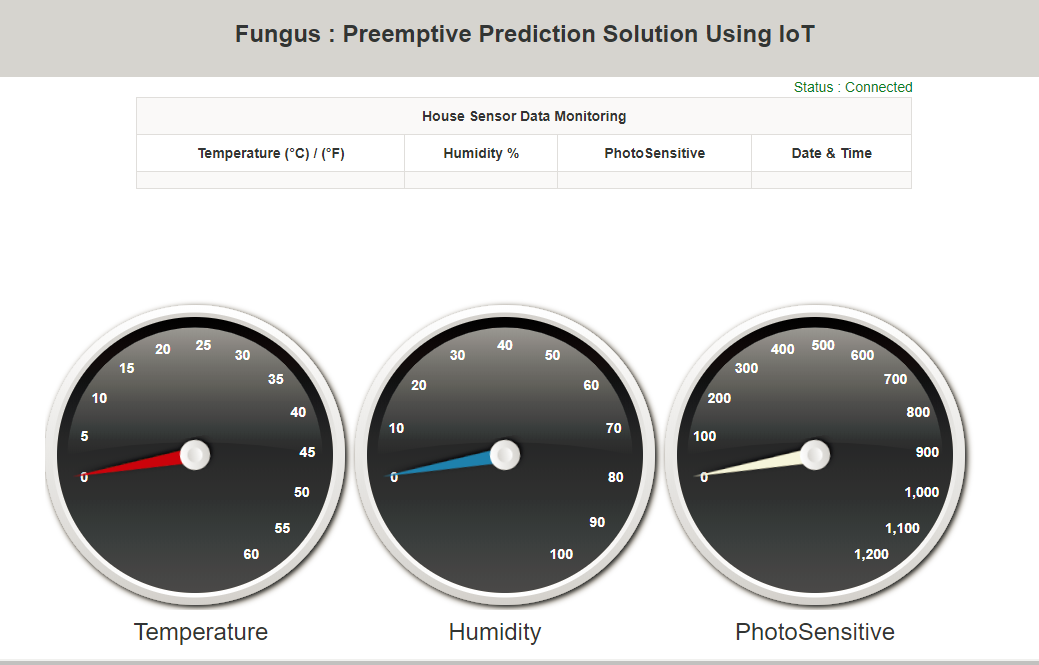 Fungus : Preemptive Prediction Solution Using IoT
Status : Connected
House Sensor Data Monitoring
Temperature (°C) / (°F) Humidity % PhotoSensitive Date & Time
0 5 10 15 20 25 30 35 40 45 50 55 60
0 10 20 30 40 50 60 70 80 90 100
0 100 200 300 400 500 600 700 800 900 1,000 1,100 1,200
Temperature Humidity PhotoSensitive